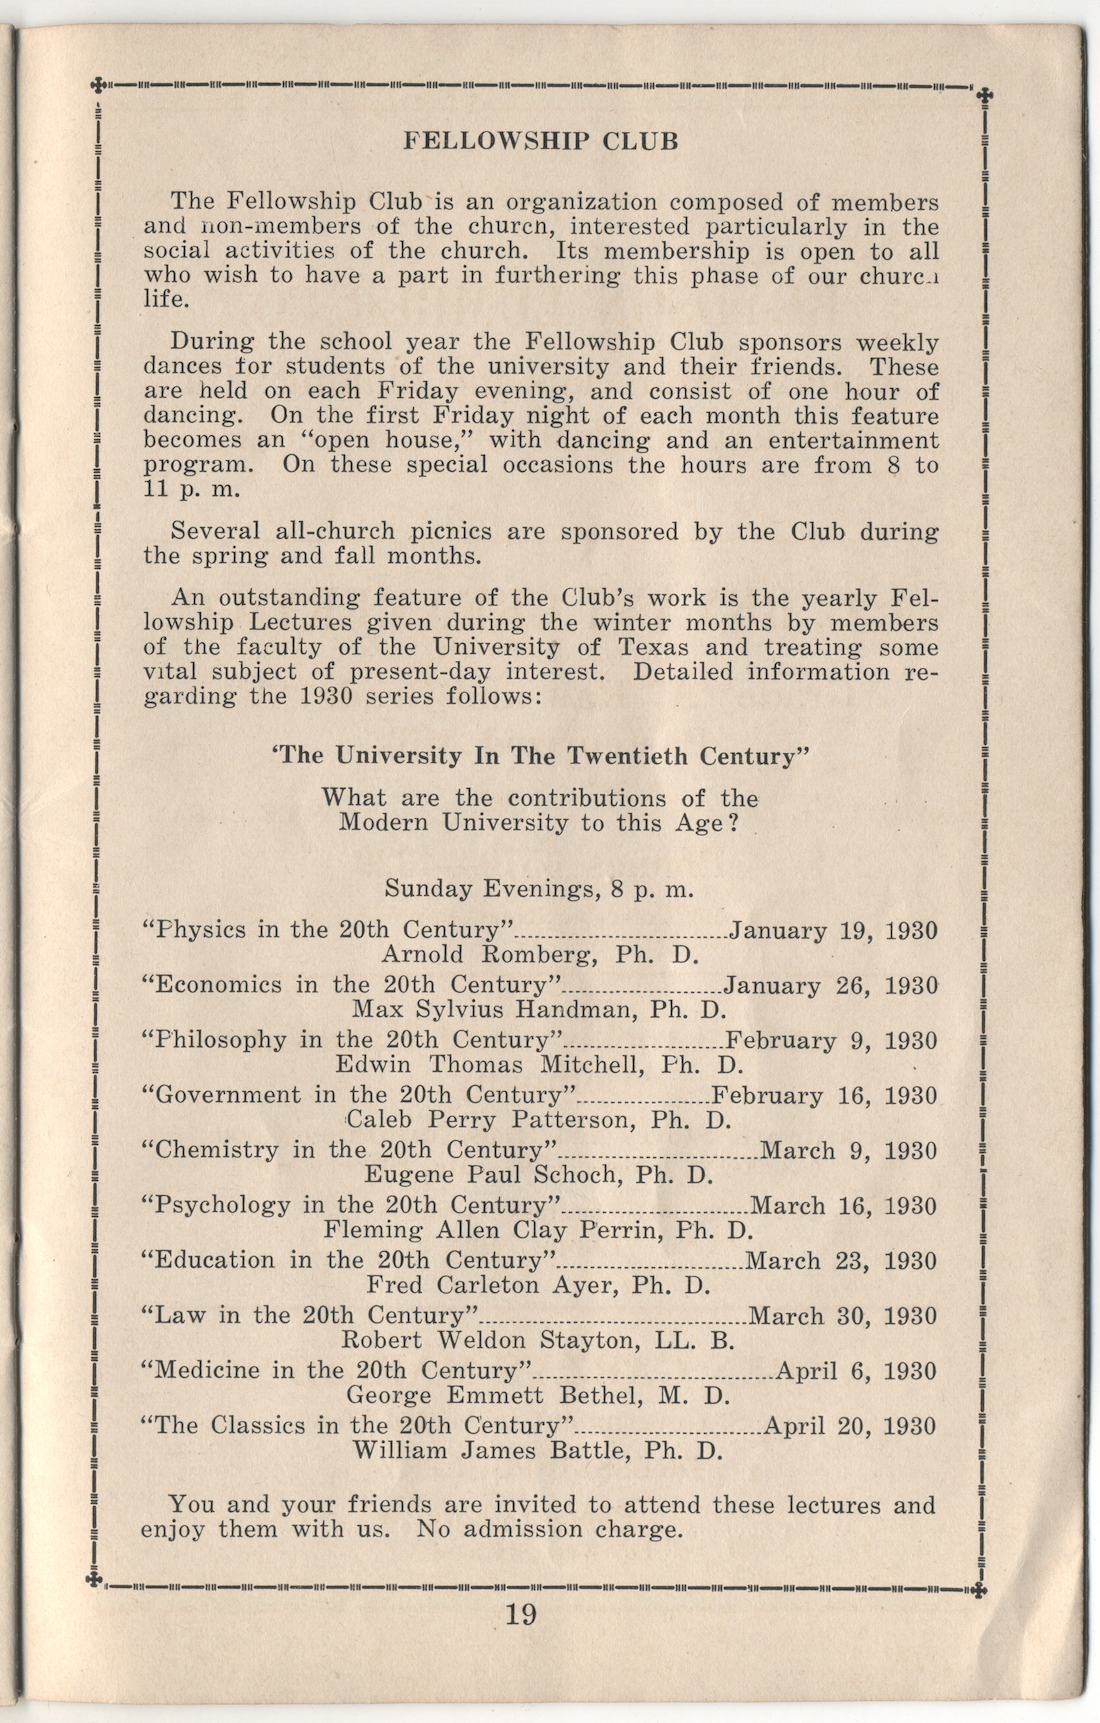 FELLOWSHIP CLUB
The Fellowship Club is an organization composed of members
and non-members of the church, interested particularly in the
social activities of the church. Its membership is open to all
who wish to have a part in furthering this phase of our church
life.
During the school year the Fellowship Club sponsors weekly
dances for students of the university and their friends. These
are held on each Friday evening, and consist of one hour of
dancing. On the first Friday night of each month this feature
becomes an “open house,” with dancing and an entertainment
program. On these special occasions the hours are from 8 to
11 p. m.
Several all-church picnics are sponsored by the Club during
the spring and fall months.
An outstanding feature of the Club’s work is the yearly Fel-
lowship Lectures given during the winter months by members
of the faculty of the University of Texas and treating some
vital subject of present-day interest. Detailed information re-
garding the 1930 series follows:
‘The University In The Twentieth Century”
What are the contributions of the
Modern University to this Age?
Sunday Evenings, 8 p. m.
“Physics in the 20th Century”..........January 19, 1930
Arnold Romberg, Ph. D.
“Economics in the 20th Century”..........January 26, 1930
Max Sylvius Handman, Ph. D.
“Philosophy in the 20th Century”..........February 9, 1930
Edwin Thomas Mitchell, Ph. D.
“Government in the 20th Century”..........February 16, 1930
Caleb Perry Patterson, Ph. D.
“Chemistry in the 20th Century”..........March 9, 1930
Eugene Paul Schoch, Ph. D.
“Psychology in the 20th Century”..........March 16, 1930
Fleming Allen Clay Perrin, Ph. D.
“Education in the 20th Century”..........March 23, 1930
Fred Carleton Ayer, Ph. D.
“Law in the 20th Century”..........March 30, 1930
Robert Weldon Stayton, LL. B.
“Medicine in the 20th Century”..........April 6, 1930
George Emmett Bethel, M. D.
“The Classics in the 20th Century”..........April 20, 1930
William James Battle, Ph. D.
You and your friends are invited to attend these lectures and
enjoy them with us. No admission charge.
19